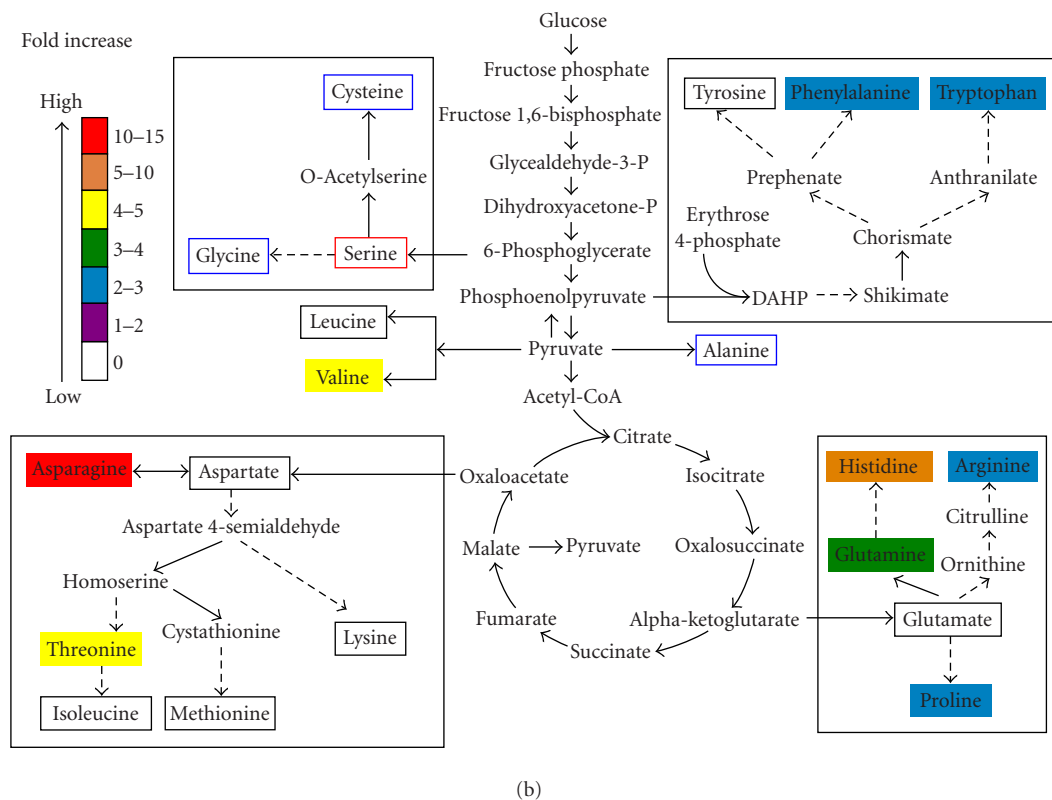 Glucose
Fold increase
Fructose phosphate
High
Cysteine
Tyrosine
Phenylalanine
Tryptophan
Fructose 1,6-bisphosphate
10–15
5–10
4–5
3–4
2–3
1–2
0
Low
Glycealdehyde-3-P
O-Acetylserine
Prephenate
Anthranilate
Dihydroxyacetone-P
Erythrose
4-phosphate
Chorismate
Glycine
Serine
6-Phosphoglycerate
Phosphoenolpyruvate
DAHP
Shikimate
Leucine
Pyruvate
Alanine
Valine
Acetyl-CoA
Citrate
Asparagine
Aspartate
Oxaloacetate
Isocitrate
Histidine
Arginine
Citrulline
Aspartate 4-semialdehyde
Malate
Pyruvate
Oxalosuccinate
Glutamine
Ornithine
Homoserine
Cystathionine
Fumarate
Alpha-ketoglutarate
Glutamate
Threonine
Lysine
Succinate
Isoleucine
Methionine
Proline
(b)